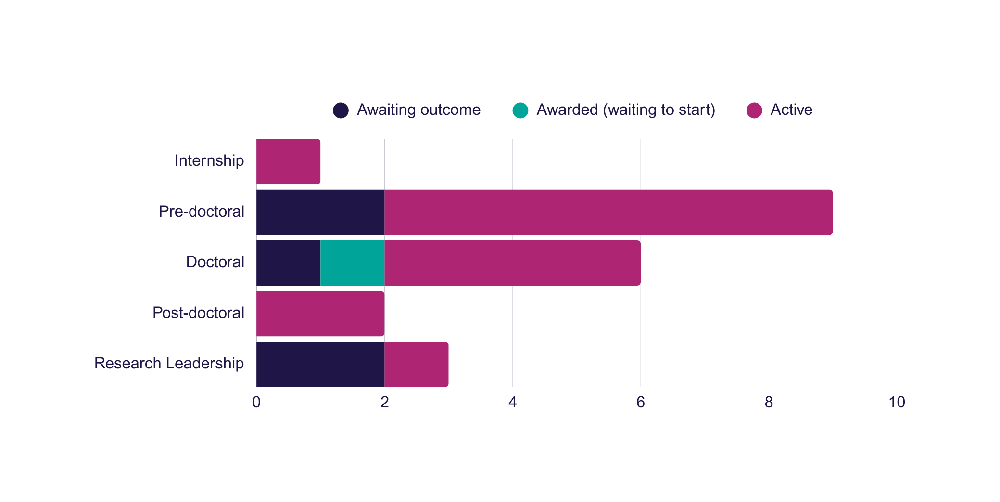 Awaiting outcome Awarded (waiting to start) Active
Internship
Pre-doctoral
Doctoral
Post-doctoral
Research Leadership
0 2 4 6 8 10